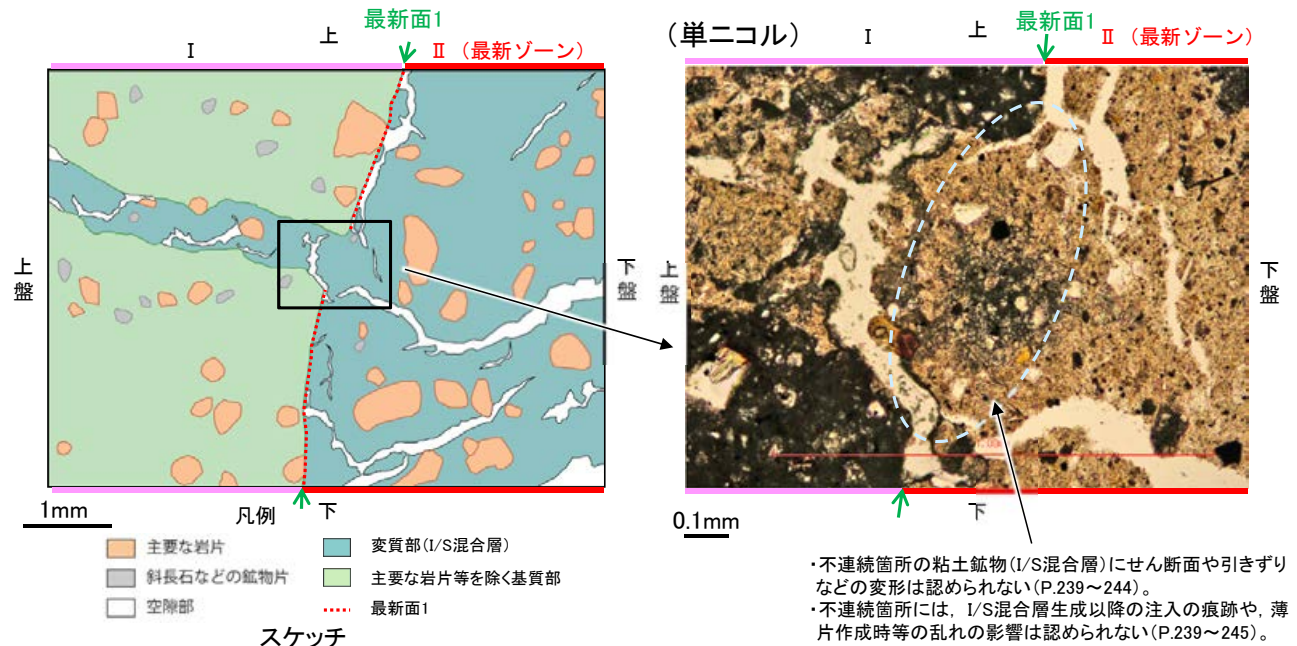 最新面1
Ⅰ 上 Ⅱ (最新ゾーン)
上盤
下盤
1mm
凡例 下
主要な岩片
変質部(I/S混合層)
斜長石などの鉱物片
主要な岩片等を除く基質部
空隙部
最新面1
スケッチ
(単ニコル)
最新面1
Ⅰ 上 Ⅱ (最新ゾーン)
上盤
下盤
0.1mm
下
・不連続箇所の粘土鉱物(I/S混合層)にせん断面や引きずり
などの変形は認められない(P.239～244)。
・不連続箇所には, I/S混合層生成以降の注入の痕跡や, 薄
片作成時等の乱れの影響は認められない(P.239～245)。